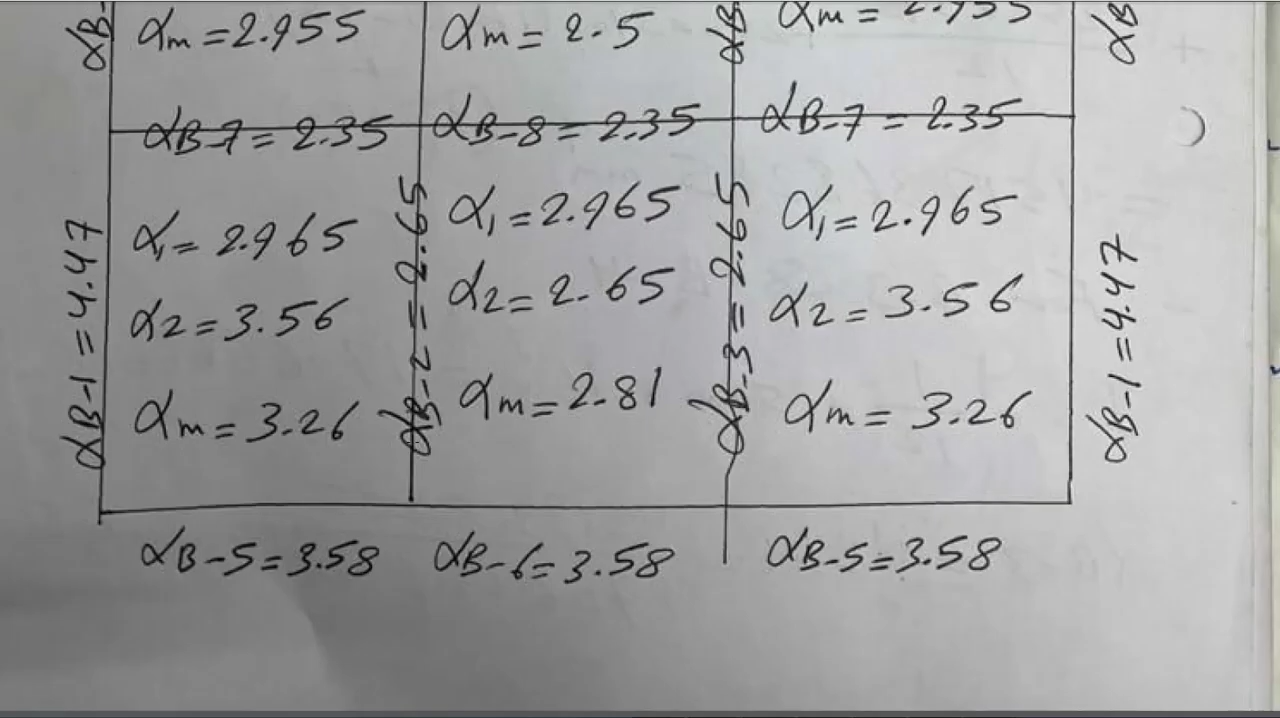 αm = 2.955 αm = 2.5 αm = 2.955
αB-7 = 2.35 αB-8 = 2.35 αB-7 = 2.35
αB-1 = 4.47
α1 = 2.965
α2 = 3.56
αm = 3.26
αB-2 = 2.65
α1 = 2.965
α2 = 2.65
αm = 2.81
αB-3 = 2.65
α1 = 2.965
α2 = 3.56
αm = 3.26
αB-1 = 4.47
αB-5 = 3.58 αB-6 = 3.58 αB-5 = 3.58